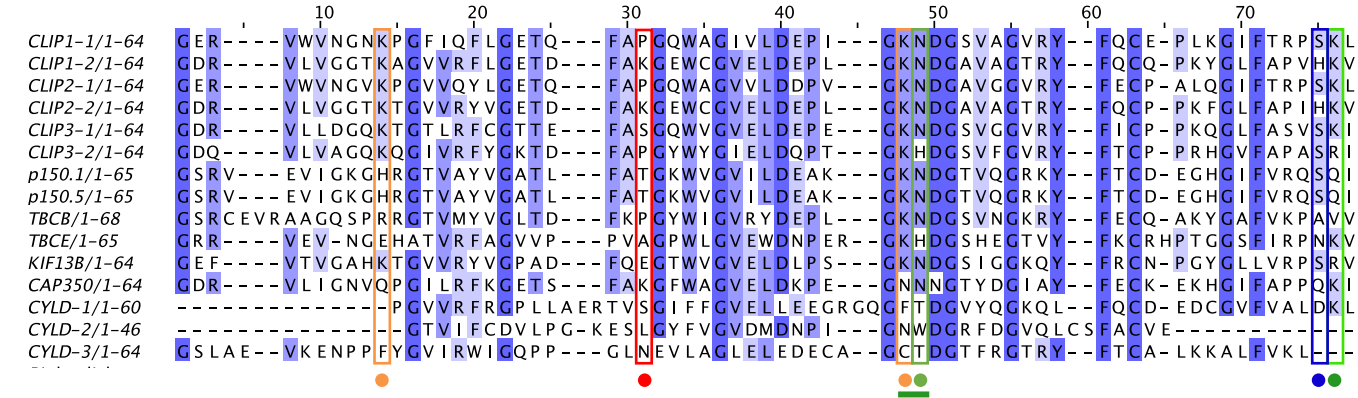 10 20 30 40 50 60 70
CLIP1-1/1-64 GER----VWVNGNKPGFIQFLGETQ---FAPGQWAGIVLDEPI---GKNDGSVAGVRY--FQCE-PLKGIFTRPSKL
CLIP1-2/1-64 GDR----VLVGGTKAGVVRFLGETD---FAKGEWCGVELDEPL---GKNDGAVAGTRY--FQCQ-PKYGLFAPVHKV
CLIP2-1/1-64 GER----VWVNGVKPGVVQYLGETQ---FAPGQWAGVVLDDPV---GKNDGAVGGVRY--FECP-ALQGIFTRPSKL
CLIP2-2/1-64 GDR----VLVGGTKTGVVRYVGETD---FAKGEWCGVELDEPL---GKNDGAVAGTRY--FQCP-PKFGLFAPIHKV
CLIP3-1/1-64 GDR----VLLDGQKTGTLRFCGTTE---FASGQWVGVELDEPE---GKNDGSVGGVRY--FICP-PKQGLFASVSKI
CLIP3-2/1-64 GDQ----VLVAGQKQGIVRFYGKTD---FAPGYWYGIELDQPT---GKHDGSVFGVRY--FTCP-PRHGVFAPASRI
p150.1/1-65 GSRV---EVIGKGHRGTVAYVGATL---FATGKWVGVILDEAK---GKNDGTVQGRKY--FTCD-EGHGIFVRQSQI
p150.5/1-65 GSRV---EVIGKGHRGTVAYVGATL---FATGKWVGVILDEAK---GKNDGTVQGRKY--FTCD-EGHGIFVRQSQI
TBCB/1-68 GSRCEVRAAGQSPRRGTVMYVGLTD---FKPGYWIGVRYDEPL---GKNDGSVNGKRY--FECQ-AKYGAFVKPAVV
TBCE/1-65 GRR----VEV-NGEHATVRFAGVVP---PVAGPWLGVEWDNPER--GKHDGSHEGTVY--FKCRHPTGGSFIRPNKV
KIF13B/1-64 GEF----VTVGAHKTGVVRYVGPAD---FQEGTWVGVELDLPS---GKNDGSIGGKQY--FRCN-PGYGLLVRPSRV
CAP350/1-64 GDR----VLIGNVQPGILRFKGETS---FAKGFWAGVELDKPE---GNNNGTYDGIAY--FECK-EKHGIFAPPQKI
CYLD-1/1-60 --------------PGVVRFRGPLLAERTVSGIFFGVELLEEGRGQGFTDGVYQGKQL--FQCD-EDCGVFVALDKL
CYLD-2/1-46 ---------------GTVIFCDVLPG-KESLGYFVGVDMDNPI---GNWDGRFDGVQLCSFACVE------------
CYLD-3/1-64 GSLAE--VKENPPFYGVIRWIGQPP---GLNEVLAGLELEDECA--GCTDGTFRGTRY--FTCA-LKKALFVKL---